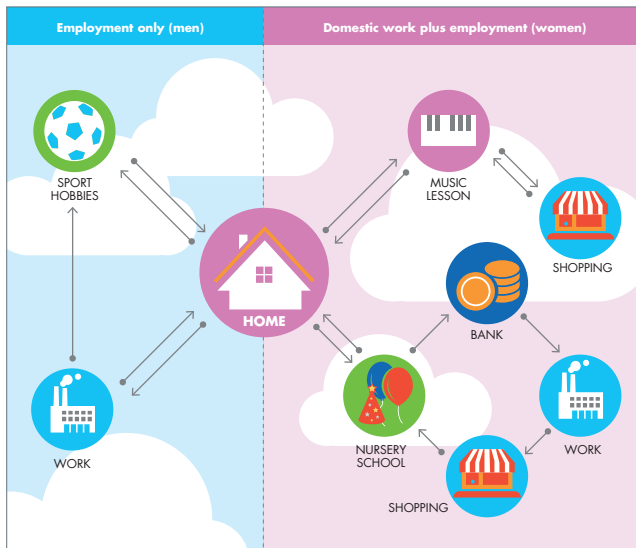 Employment only (men)
Domestic work plus employment (women)
SPORT
HOBBIES
MUSIC
LESSON
SHOPPING
HOME
BANK
WORK
NURSERY
SCHOOL
WORK
SHOPPING